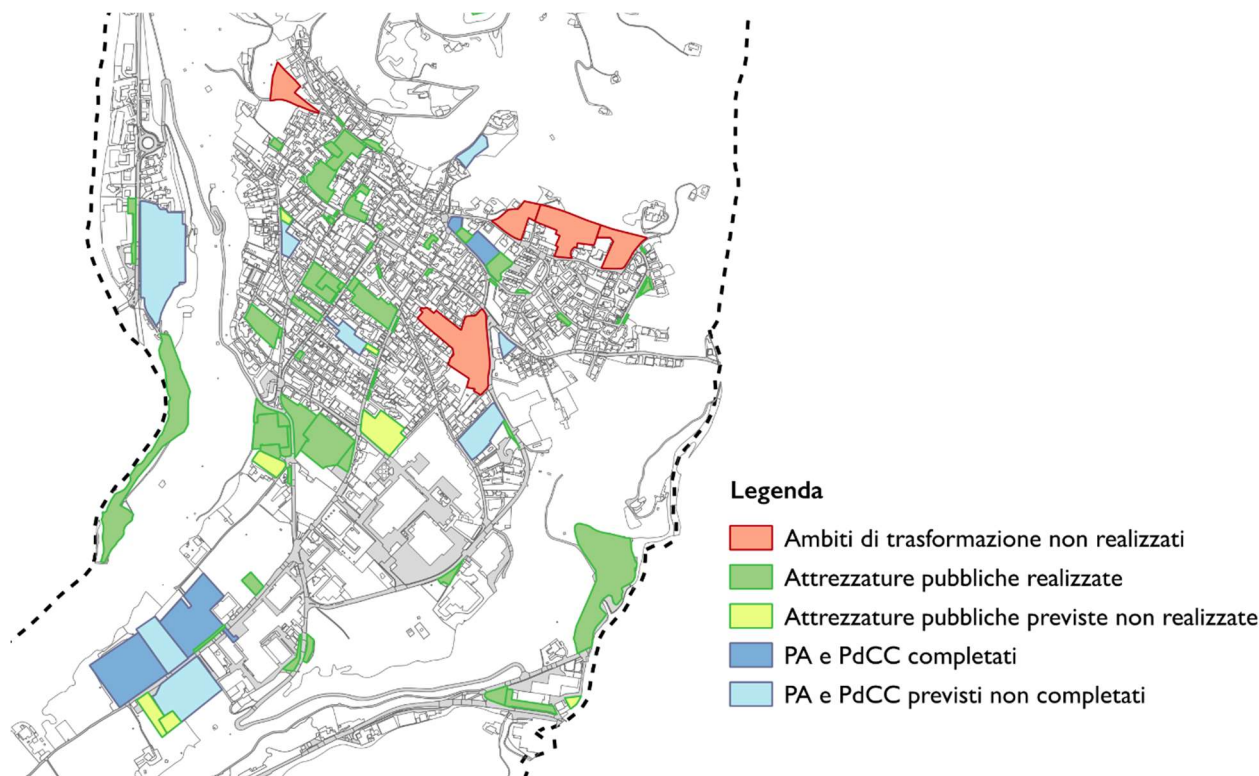 Legenda
Ambiti di trasformazione non realizzati
Attrezzature pubbliche realizzate
Attrezzature pubbliche previste non realizzate
PA e PdCC completati
PA e PdCC previsti non completati